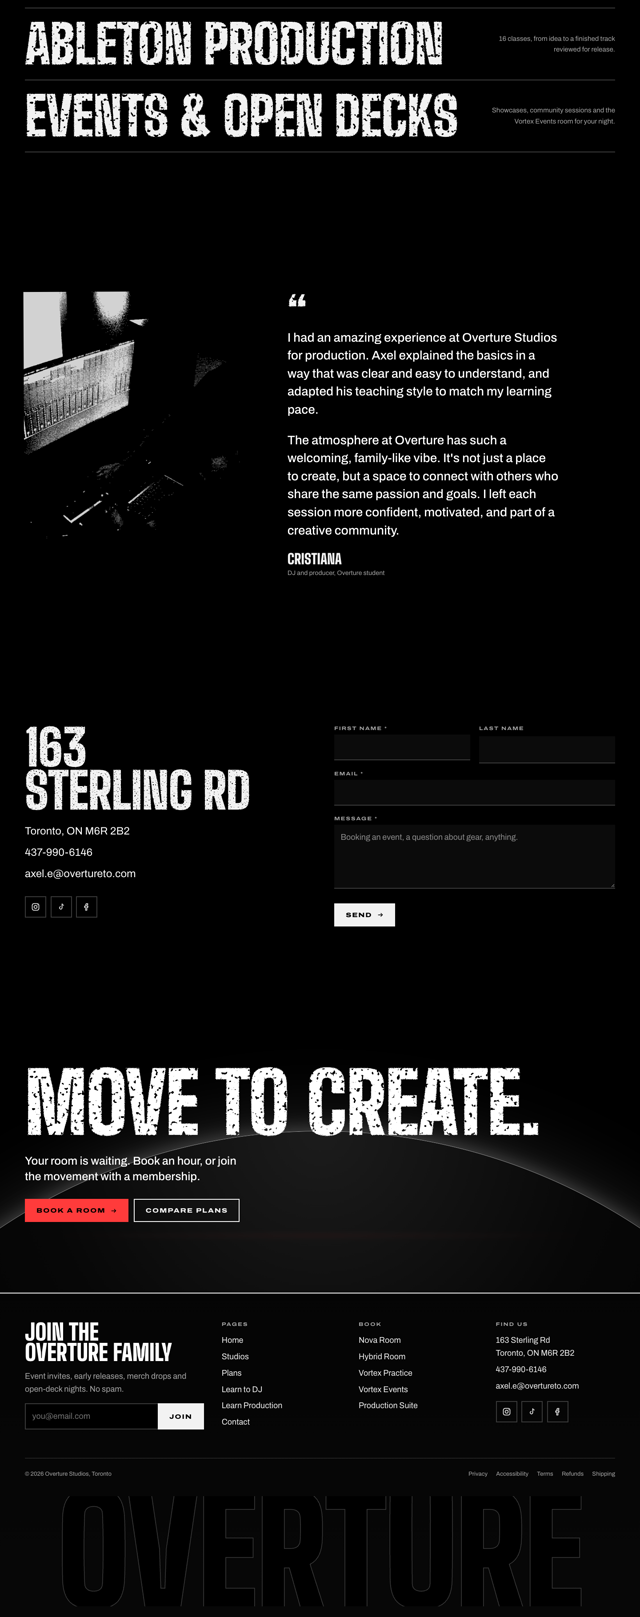 ABLETON PRODUCTION
16 classes, from idea to a finished track
reviewed for release.
EVENTS & OPEN DECKS
Showcases, community sessions and the
Vortex Events room for your night.
“
I had an amazing experience at Overture Studios
for production. Axel explained the basics in a
way that was clear and easy to understand, and
adapted his teaching style to match my learning
pace.
The atmosphere at Overture has such a
welcoming, family-like vibe. It's not just a place
to create, but a space to connect with others who
share the same passion and goals. I left each
session more confident, motivated, and part of a
creative community.
CRISTIANA
DJ and producer, Overture student
163
STERLING RD
Toronto, ON M6R 2B2
437-990-6146
axel.e@overtureto.com
FIRST NAME *
LAST NAME
EMAIL *
MESSAGE *
Booking an event, a question about gear, anything.
SEND →
MOVE TO CREATE.
Your room is waiting. Book an hour, or join
the movement with a membership.
BOOK A ROOM →
COMPARE PLANS
JOIN THE
OVERTURE FAMILY
Event invites, early releases, merch drops and
open-deck nights. No spam.
you@email.com
JOIN
PAGES
Home
Studios
Plans
Learn to DJ
Learn Production
Contact
BOOK
Nova Room
Hybrid Room
Vortex Practice
Vortex Events
Production Suite
FIND US
163 Sterling Rd
Toronto, ON M6R 2B2
437-990-6146
axel.e@overtureto.com
© 2026 Overture Studios, Toronto
Privacy Accessibility Terms Refunds Shipping
OVERTURE